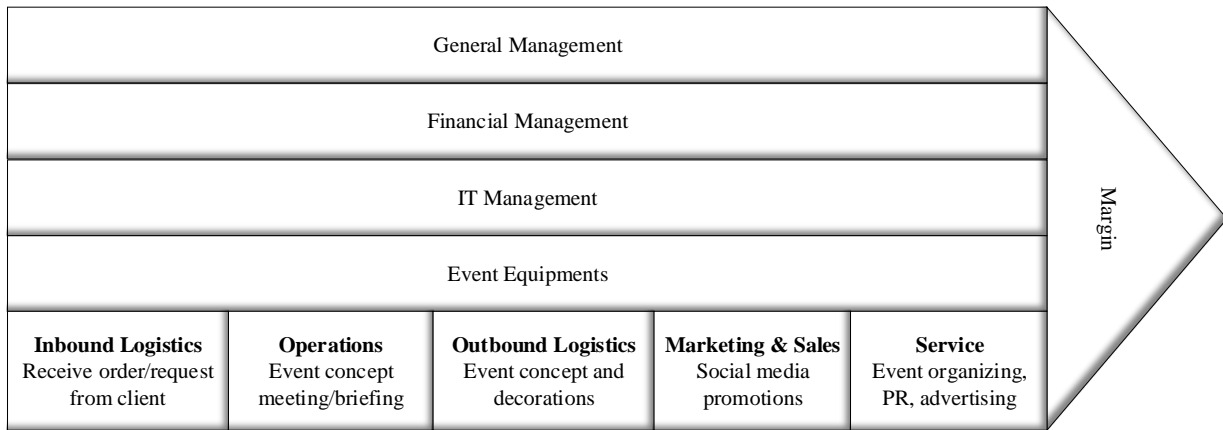 General Management
Financial Management
IT Management
Event Equipments
Margin
Inbound Logistics
Receive order/request
from client
Operations
Event concept
meeting/briefing
Outbound Logistics
Event concept and
decorations
Marketing & Sales
Social media
promotions
Service
Event organizing,
PR, advertising